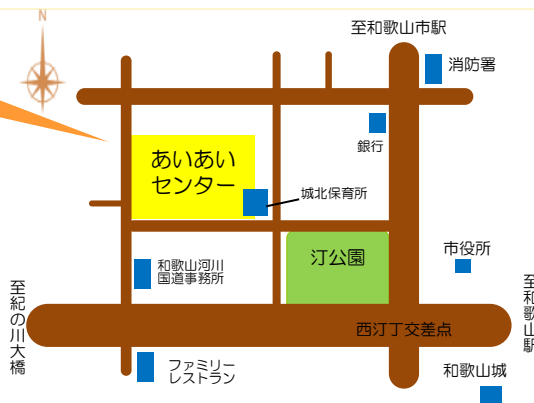 N
至和歌山市駅
消防署
銀行
あいあい
センター
城北保育所
汀公園
市役所
和歌山河川
国道事務所
至紀の川大橋
至和歌山駅
西汀丁交差点
ファミリー
レストラン
和歌山城